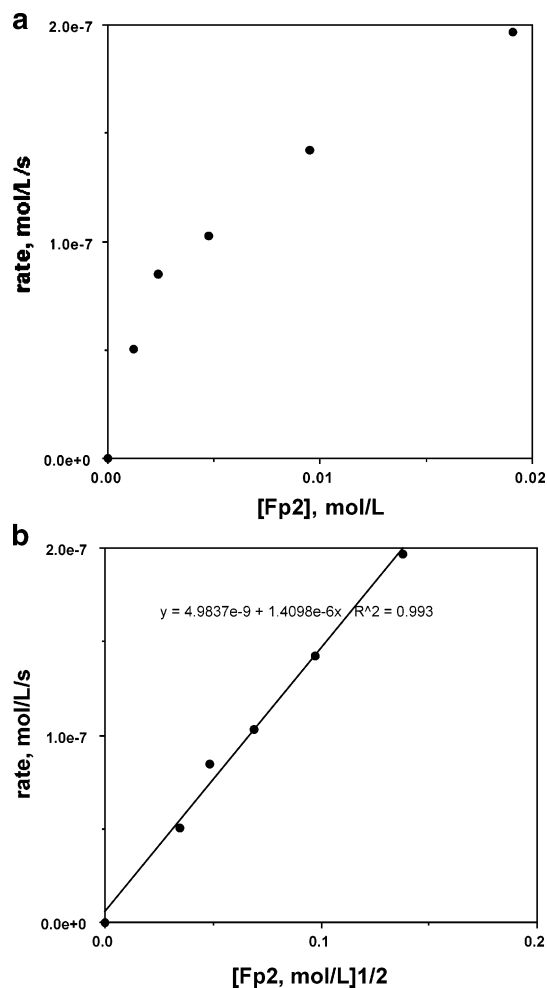 a
2.0e-7
rate, mol/L/s
1.0e-7
0.0e+0
0.00
0.01
0.02
[Fp2], mol/L
b
2.0e-7
y = 4.9837e-9 + 1.4098e-6x R^2 = 0.993
rate, mol/L/s
1.0e-7
0.0e+0
0.0
0.1
0.2
[Fp2, mol/L]1/2